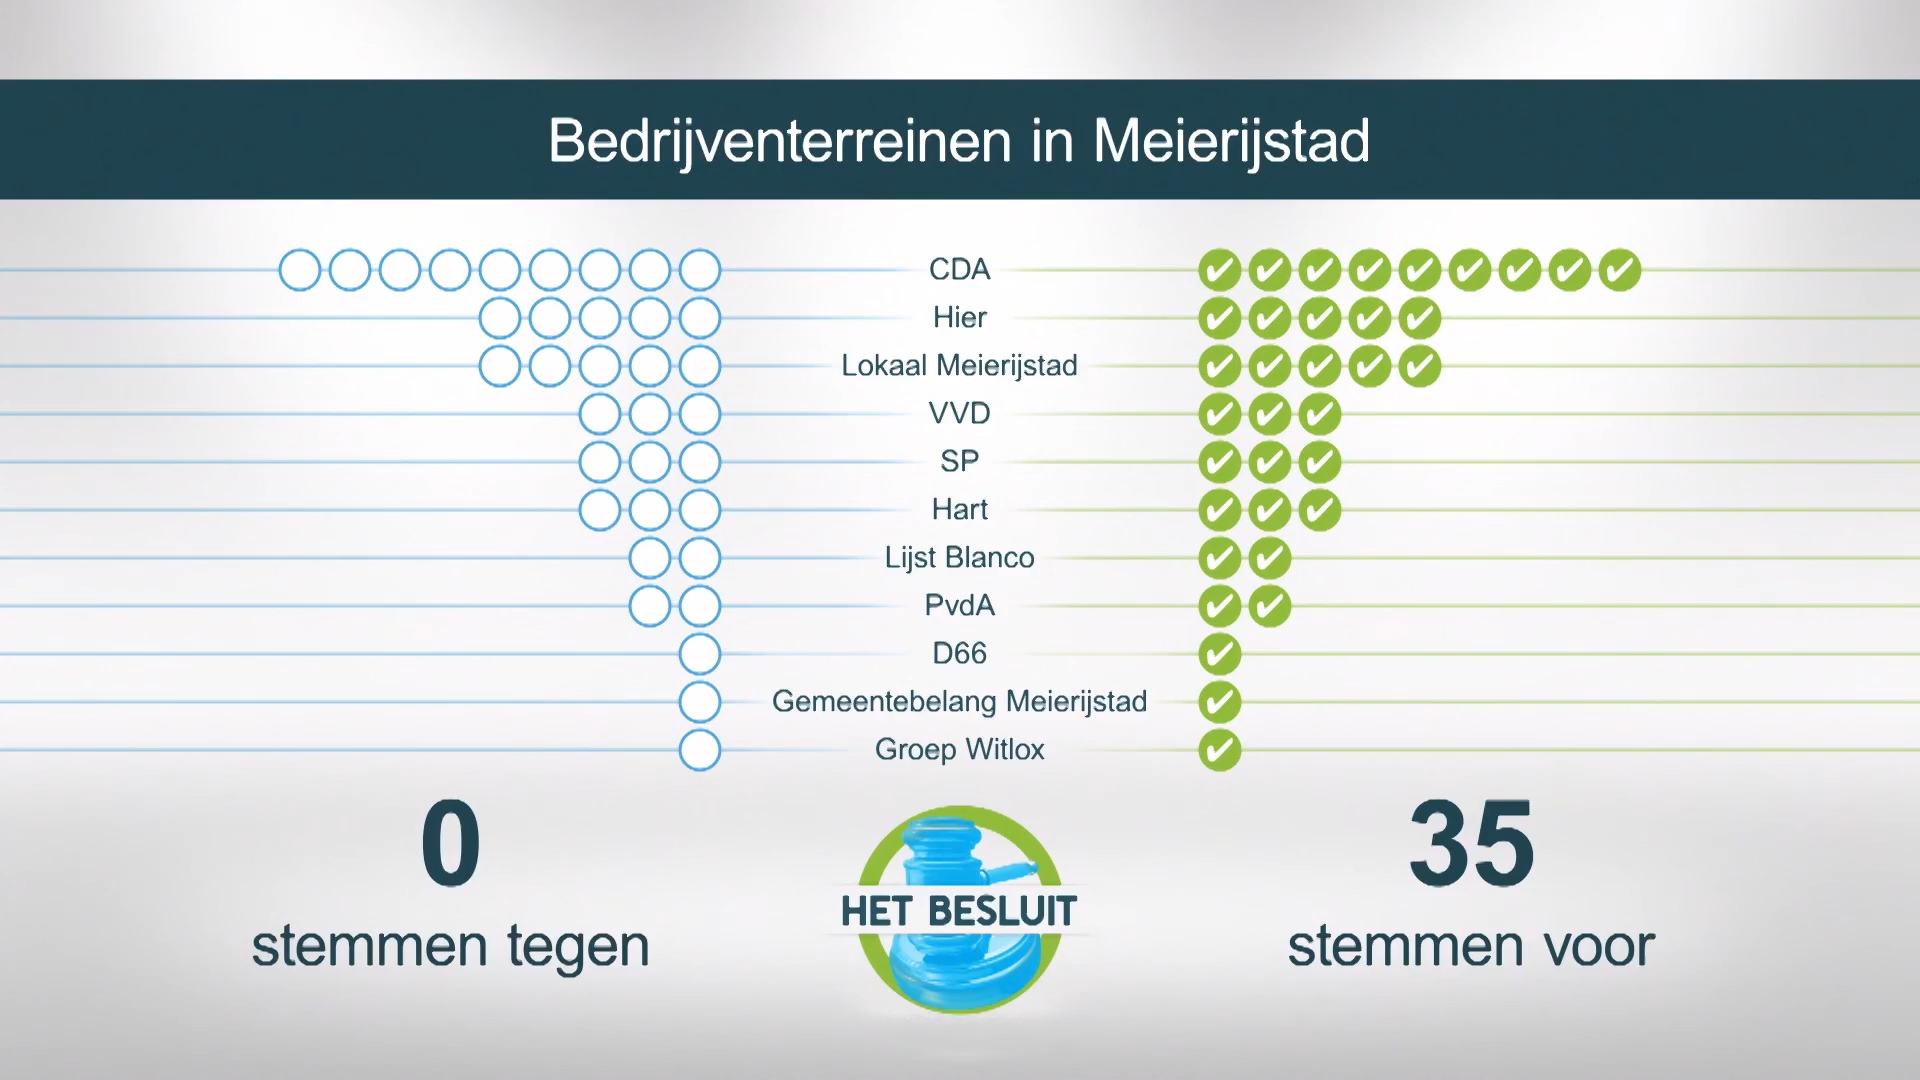 Bedrijventerreinen in Meierijstad
CDA
Hier
Lokaal Meierijstad
VVD
SP
Hart
Lijst Blanco
PvdA
D66
Gemeentebelang Meierijstad
Groep Witlox
0
stemmen tegen
HET BESLUIT
35
stemmen voor